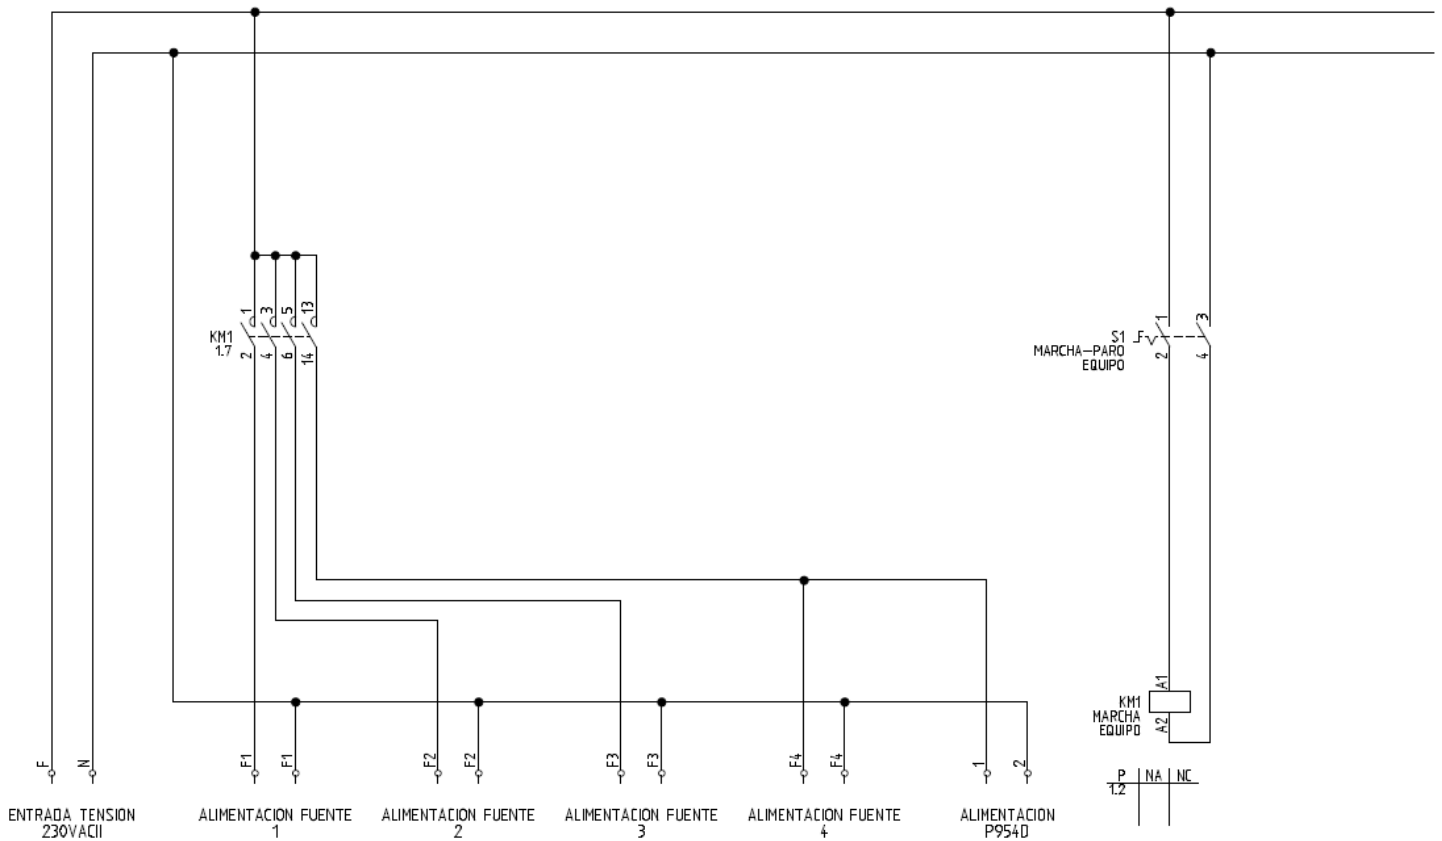 1
3
5
13
KM1
1.7
2
4
6
14
1
3
S1
MARCHA-PARO
EQUIPO
2
4
A1
KM1
MARCHA
EQUIPO
A2
F
N
F1
F1
F2
F2
F3
F3
F4
F4
1
2
P NA NC
1.2
ENTRADA TENSION
230VACII
ALIMENTACION FUENTE
1
ALIMENTACION FUENTE
2
ALIMENTACION FUENTE
3
ALIMENTACION FUENTE
4
ALIMENTACION
P954D